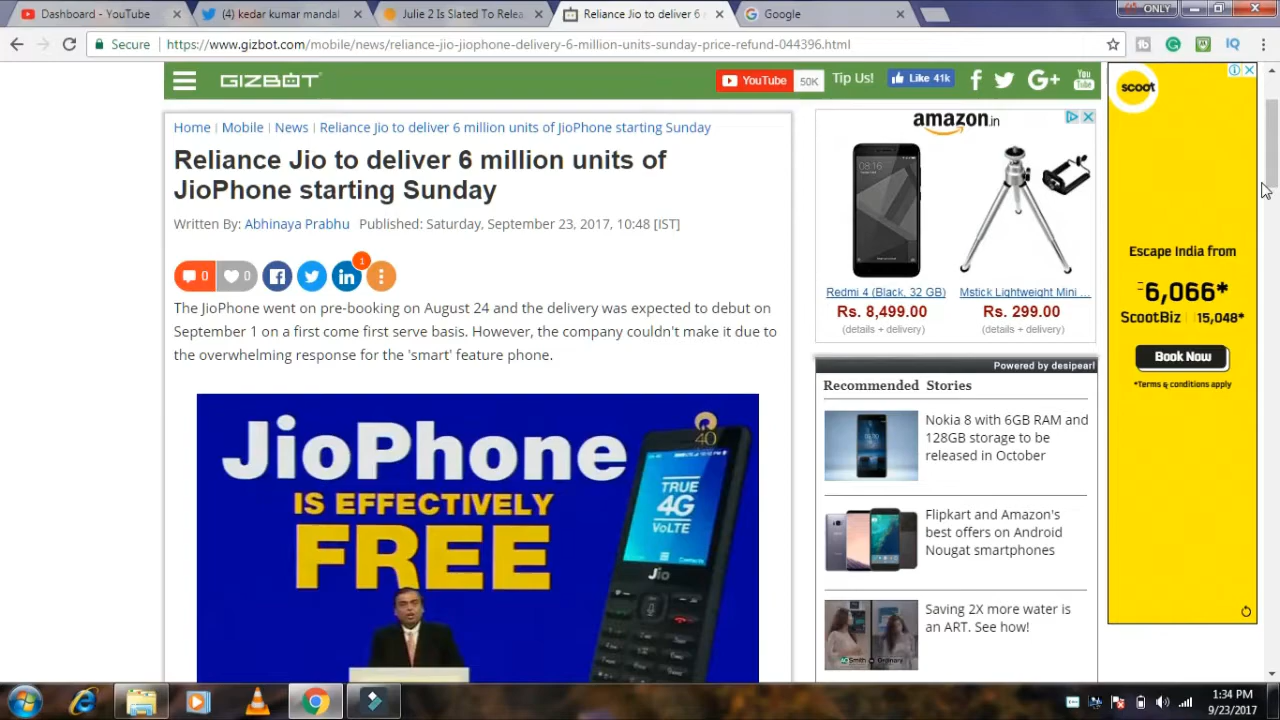 Dashboard - YouTube
(4) kedar kumar mandal
Julie 2 Is Slated To Relea
Reliance Jio to deliver 6
Google
ONLY
Secure
https://www.gizbot.com/mobile/news/reliance-jio-jiophone-delivery-6-million-units-sunday-price-refund-044396.html
IQ
GIZBOT
YouTube 50K
Tip Us!
Like 41k
G+
You Tube
Home | Mobile | News | Reliance Jio to deliver 6 million units of JioPhone starting Sunday
Reliance Jio to deliver 6 million units of
JioPhone starting Sunday
Written By: Abhinaya Prabhu Published: Saturday, September 23, 2017, 10:48 [IST]
0
0
1
The JioPhone went on pre-booking on August 24 and the delivery was expected to debut on
September 1 on a first come first serve basis. However, the company couldn't make it due to
the overwhelming response for the 'smart' feature phone.
JioPhone
IS EFFECTIVELY
FREE
40
TRUE
4G
VoLTE
Jio
amazon.in
08:16
Redmi 4 (Black, 32 GB)
Rs. 8,499.00
(details + delivery)
Mstick Lightweight Mini ...
Rs. 299.00
(details + delivery)
Powered by desipearl
Recommended Stories
Nokia 8 with 6GB RAM and
128GB storage to be
released in October
Flipkart and Amazon's
best offers on Android
Nougat smartphones
Saving 2X more water is
an ART. See how!
Smith
Ordinary
scoot
Escape India from
6,066*
ScootBiz 15,048*
Book Now
*Terms & conditions apply
1:34 PM
9/23/2017